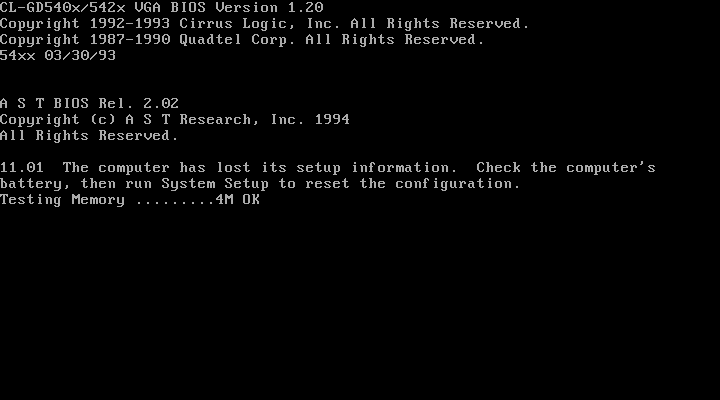 CL-GD540x/542x VGA BIOS Version 1.20
Copyright 1992-1993 Cirrus Logic, Inc. All Rights Reserved.
Copyright 1987-1990 Quadtel Corp. All Rights Reserved.
54xx 03/30/93
A S T BIOS Rel. 2.02
Copyright (c) A S T Research, Inc. 1994
All Rights Reserved.
11.01  The computer has lost its setup information.  Check the computer's
battery, then run System Setup to reset the configuration.
Testing Memory .........4M OK